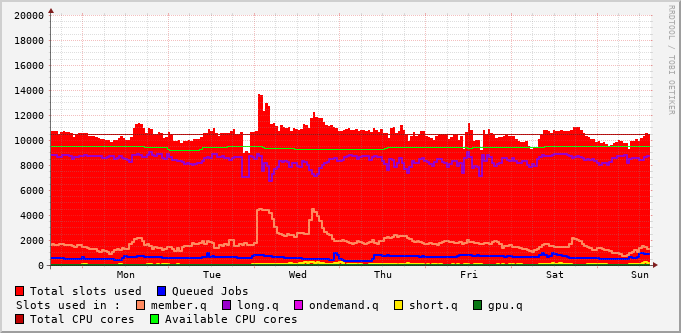 20000
18000
16000
14000
12000
10000
8000
6000
4000
2000
0
Mon Tue Wed Thu Fri Sat Sun
Total slots used Queued Jobs
Slots used in : member.q long.q ondemand.q short.q gpu.q
Total CPU cores Available CPU cores
RRDTOOL / TOBI OETIKER